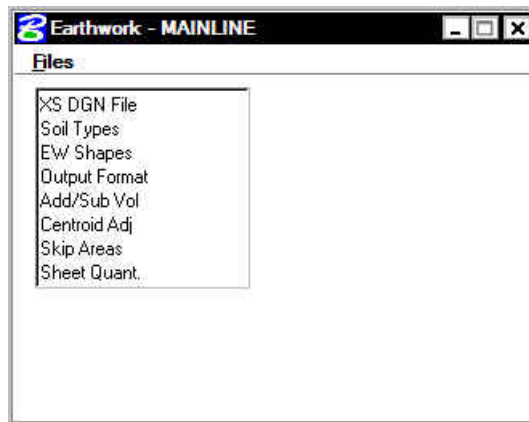 Earthwork - MAINLINE
Files
XS DGN File
Soil Types
EW Shapes
Output Format
Add/Sub Vol
Centroid Adj
Skip Areas
Sheet Quant.